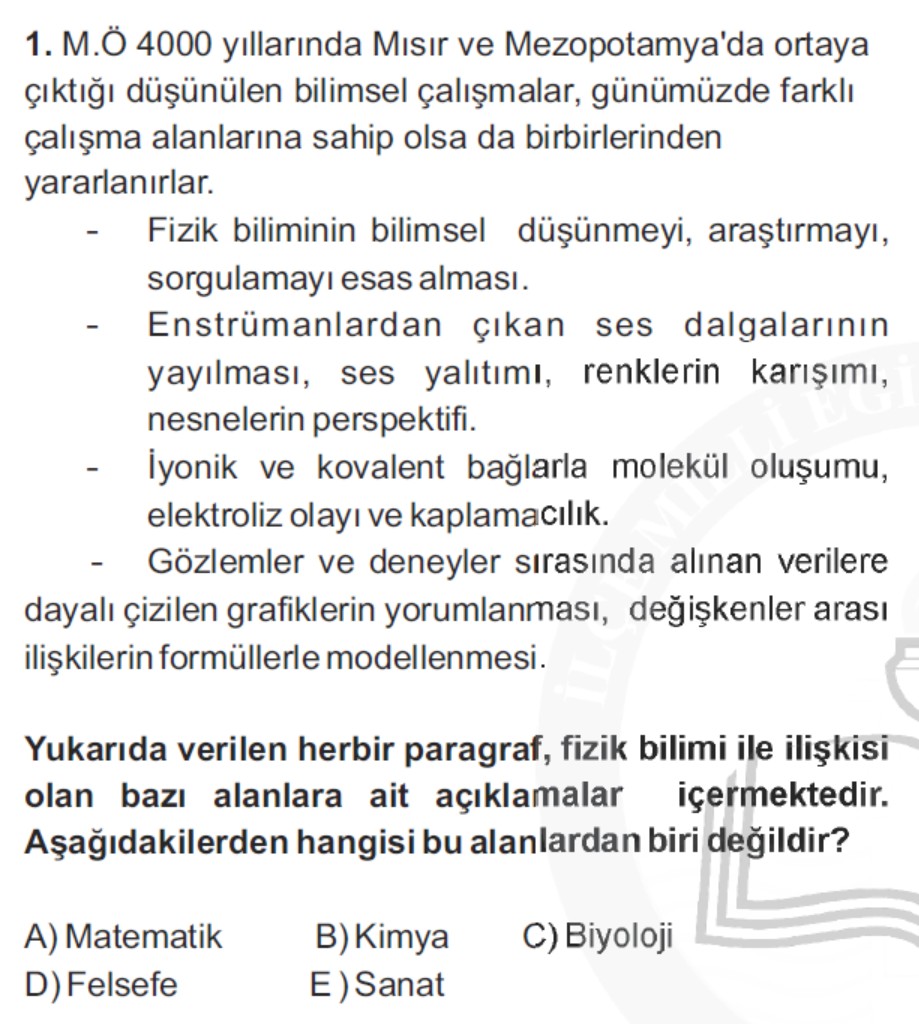 1. M.Ö 4000 yıllarında Mısır ve Mezopotamya'da ortaya
çıktığı düşünülen bilimsel çalışmalar, günümüzde farklı
çalışma alanlarına sahip olsa da birbirlerinden
yararlanırlar.
- Fizik biliminin bilimsel düşünmeyi, araştırmayı,
sorgulamayı esas alması.
- Enstrümanlardan çıkan ses dalgalarının
yayılması, ses yalıtımı, renklerin karışımı,
nesnelerin perspektifi.
- İyonik ve kovalent bağlarla molekül oluşumu,
elektroliz olayı ve kaplamacılık.
- Gözlemler ve deneyler sırasında alınan verilere
dayalı çizilen grafiklerin yorumlanması, değişkenler arası
ilişkilerin formüllerle modellenmesi.
Yukarıda verilen herbir paragraf, fizik bilimi ile ilişkisi
olan bazı alanlara ait açıklamalar içermektedir.
Aşağıdakilerden hangisi bu alanlardan biri değildir?
A) Matematik B) Kimya C) Biyoloji
D) Felsefe E ) Sanat
İLÇE MİLLİ EĞİ